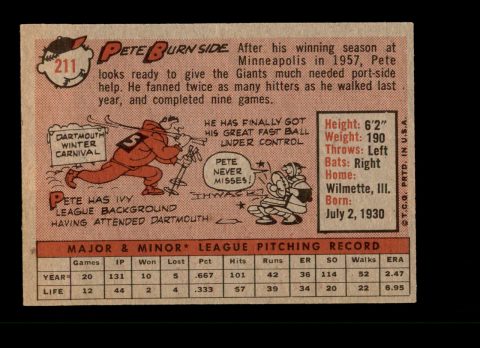 211
PETE BURNSIDE After his winning season at
Minneapolis in 1957, Pete
looks ready to give the Giants much needed port-side
help. He fanned twice as many hitters as he walked last
year, and completed nine games.
DARTMOUTH
WINTER
CARNIVAL
5
PETE HAS IVY
LEAGUE BACKGROUND
HAVING ATTENDED DARTMOUTH
HE HAS FINALLY GOT
HIS GREAT FAST BALL
UNDER CONTROL
PETE
NEVER
MISSES!
THWACK
Height: 6'2"
Weight: 190
Throws: Left
Bats: Right
Home:
Wilmette, Ill.
Born:
July 2, 1930
© T.C.G. PRTD. IN U.S.A.
MAJOR & MINOR* LEAGUE PITCHING RECORD
Games IP Won Lost Pct Hits Runs ER SO Walks ERA
YEAR* 20 131 10 5 .667 101 42 36 114 52 2.47
LIFE 12 44 2 4 .333 57 39 34 20 22 6.95